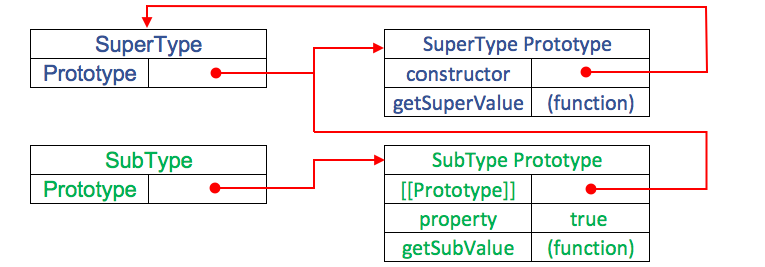 SuperType
Prototype
SuperType Prototype
constructor
getSuperValue (function)
SubType
Prototype
SubType Prototype
[[Prototype]]
property true
getSubValue (function)